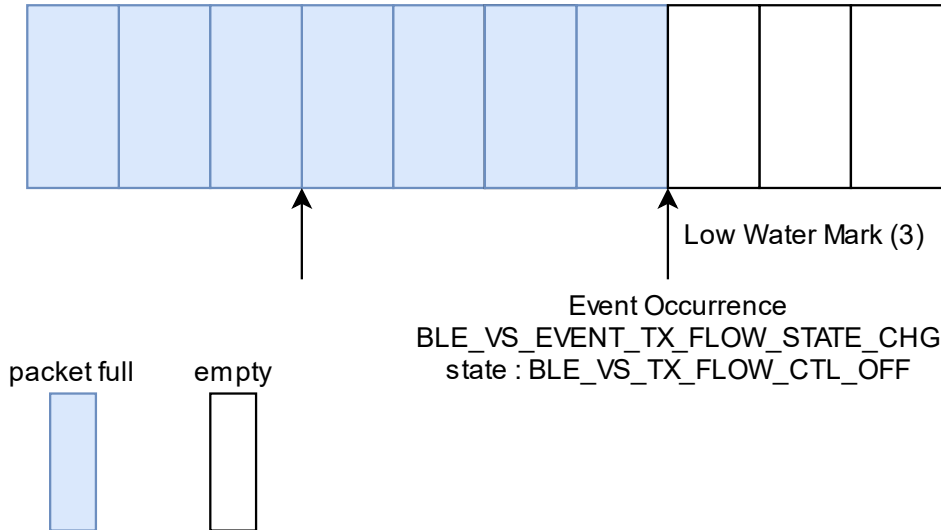 Low Water Mark (3)
Event Occurrence
BLE_VS_EVENT_TX_FLOW_STATE_CHG
state : BLE_VS_TX_FLOW_CTL_OFF
packet full
empty